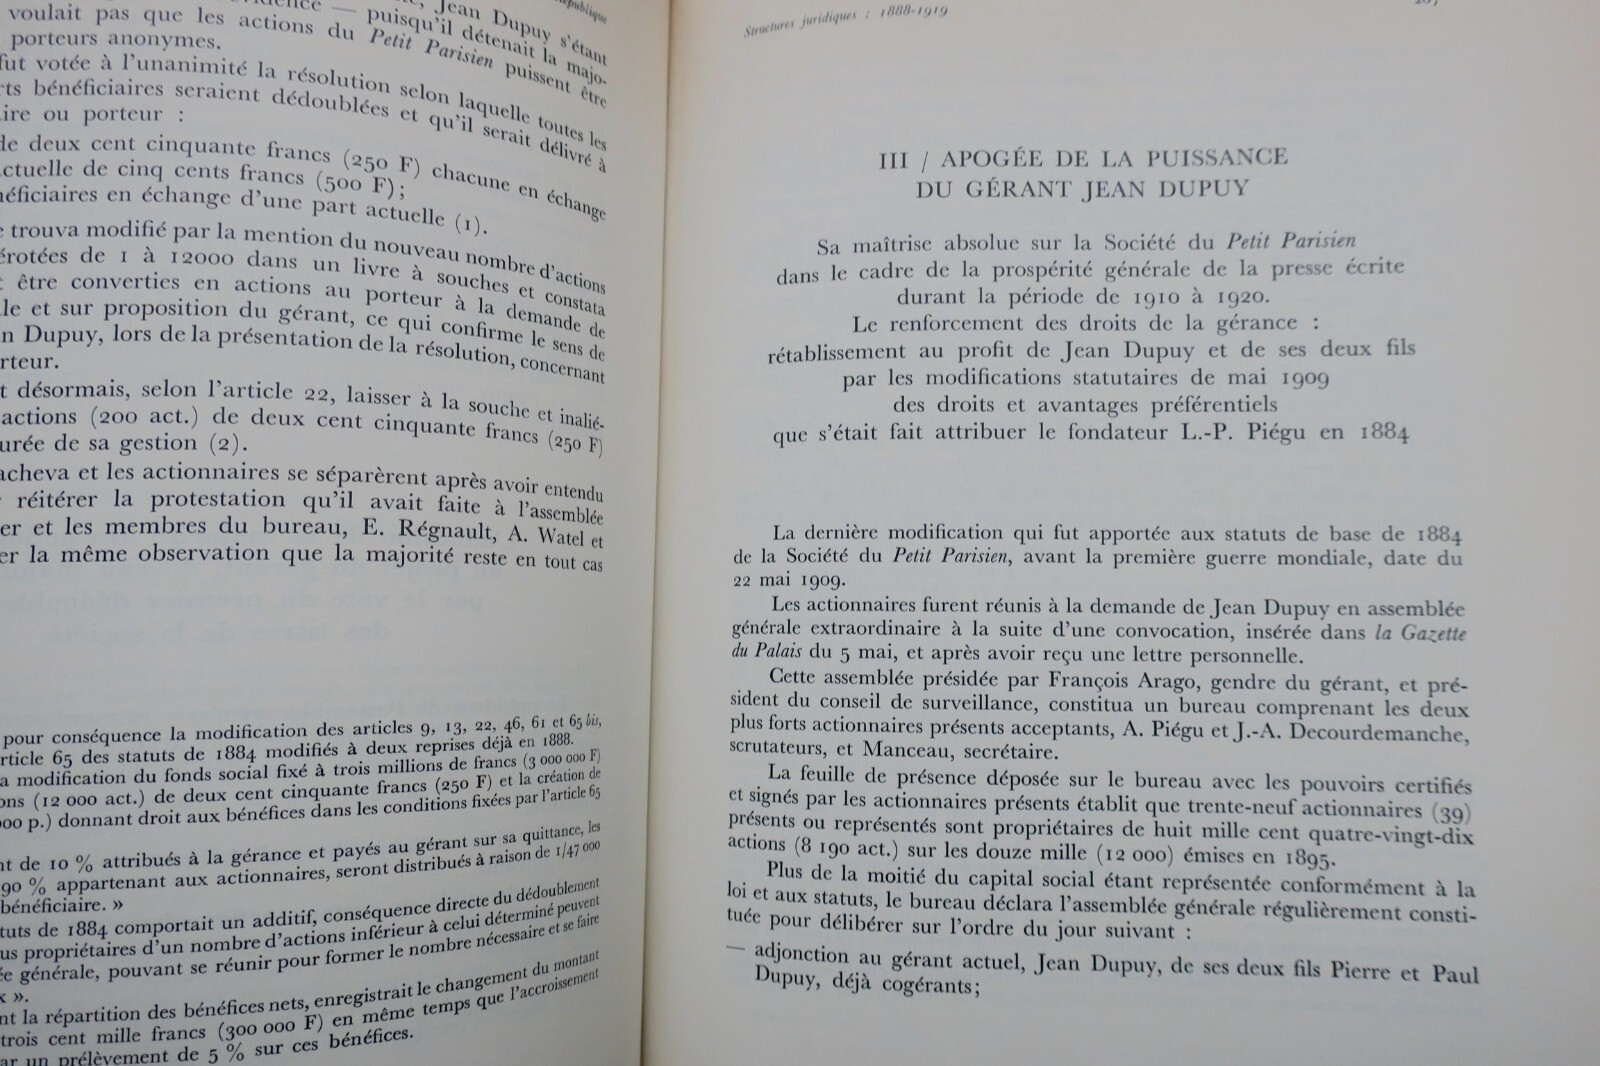 République
Jean Dupuy s'étant
voulait pas que les actions du Petit Parisien puissent être
puisqu'il détenait la majo-
porteurs anonymes.
fut votée à l'unanimité la résolution selon laquelle toutes les
bénéficiaires seraient dédoublées et qu'il serait délivré à
ou porteur :
de deux cent cinquante francs (250 F) chacune en échange
actuelle de cinq cents francs (500 F);
bénéficiaires en échange d'une part actuelle (1).
trouva modifié par la mention du nouveau nombre d'actions
de 1 à 12000 dans un livre à souches et constata
être converties en actions au porteur à la demande de
le et sur proposition du gérant, ce qui confirme le sens de
n Dupuy, lors de la présentation de la résolution, concernant
rteur.
t désormais, selon l'article 22, laisser à la souche et inalié-
actions (200 act.) de deux cent cinquante francs (250 F)
urée de sa gestion (2).
acheva et les actionnaires se séparèrent après avoir entendu
réitérer la protestation qu'il avait faite à l'assemblée
er et les membres du bureau, E. Régnault, A. Watel et
er la même observation que la majorité reste en tout cas
pour conséquence la modification des articles 9, 13, 22, 46, 61 et 65 bis,
rticle 65 des statuts de 1884 modifiés à deux reprises déjà en 1888.
a modification du fonds social fixé à trois millions de francs (3 000 000 F)
ons (12 000 act.) de deux cent cinquante francs (250 F) et la création de
000 p.) donnant droit aux bénéfices dans les conditions fixées par l'article 65
nt de 10 % attribués à la gérance et payés au gérant sur sa quittance, les
90 % appartenant aux actionnaires, seront distribués à raison de 1/47 000
bénéficiaire. »
tuts de 1884 comportait un additif, conséquence directe du dédoublement
us propriétaires d'un nombre d'actions inférieur à celui déterminé peuvent
ée générale, pouvant se réunir pour former le nombre nécessaire et se faire
x ».
nt la répartition des bénéfices nets, enregistrait le changement du montant
trois cent mille francs (300 000 F) en même temps que l'accroissement
ar un prélèvement de 5 % sur ces bénéfices.
Structures juridiques : 1888-1919
III / APOGÉE DE LA PUISSANCE
DU GÉRANT JEAN DUPUY
Sa maîtrise absolue sur la Société du Petit Parisien
dans le cadre de la prospérité générale de la presse écrite
durant la période de 1910 à 1920.
Le renforcement des droits de la gérance :
rétablissement au profit de Jean Dupuy et de ses deux fils
par les modifications statutaires de mai 1909
des droits et avantages préférentiels
que s'était fait attribuer le fondateur L.-P. Piégu en 1884
La dernière modification qui fut apportée aux statuts de base de 1884
de la Société du Petit Parisien, avant la première guerre mondiale, date du
22 mai 1909.
Les actionnaires furent réunis à la demande de Jean Dupuy en assemblée
générale extraordinaire à la suite d'une convocation, insérée dans la Gazette
du Palais du 5 mai, et après avoir reçu une lettre personnelle.
Cette assemblée présidée par François Arago, gendre du gérant, et pré-
sident du conseil de surveillance, constitua un bureau comprenant les deux
plus forts actionnaires présents acceptants, A. Piégu et J.-A. Decourdemanche,
scrutateurs, et Manceau, secrétaire.
La feuille de présence déposée sur le bureau avec les pouvoirs certifiés
et signés par les actionnaires présents établit que trente-neuf actionnaires (39)
présents ou représentés sont propriétaires de huit mille cent quatre-vingt-dix
actions (8 190 act.) sur les douze mille (12 000) émises en 1895.
Plus de la moitié du capital social étant représentée conformément à la
loi et aux statuts, le bureau déclara l'assemblée générale régulièrement consti-
tuée pour délibérer sur l'ordre du jour suivant :
— adjonction au gérant actuel, Jean Dupuy, de ses deux fils Pierre et Paul
Dupuy, déjà cogérants;